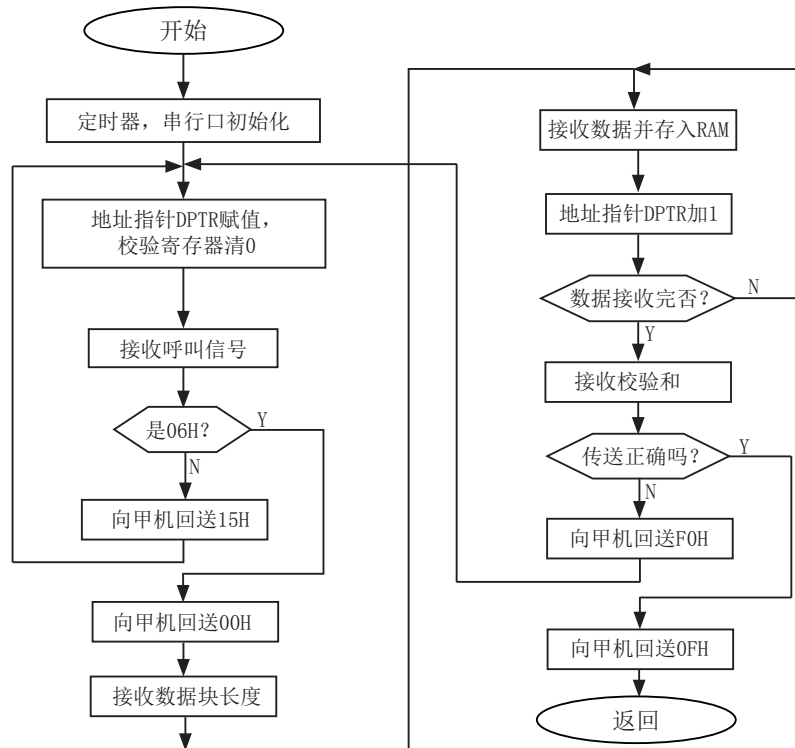 开始
定时器，串行口初始化
地址指针DPTR赋值，
校验寄存器清0
接收呼叫信号
是06H？
Y
N
向甲机回送15H
向甲机回送00H
接收数据块长度
接收数据并存入RAM
地址指针DPTR加1
数据接收完否？
N
Y
接收校验和
传送正确吗？
Y
N
向甲机回送F0H
向甲机回送0FH
返回